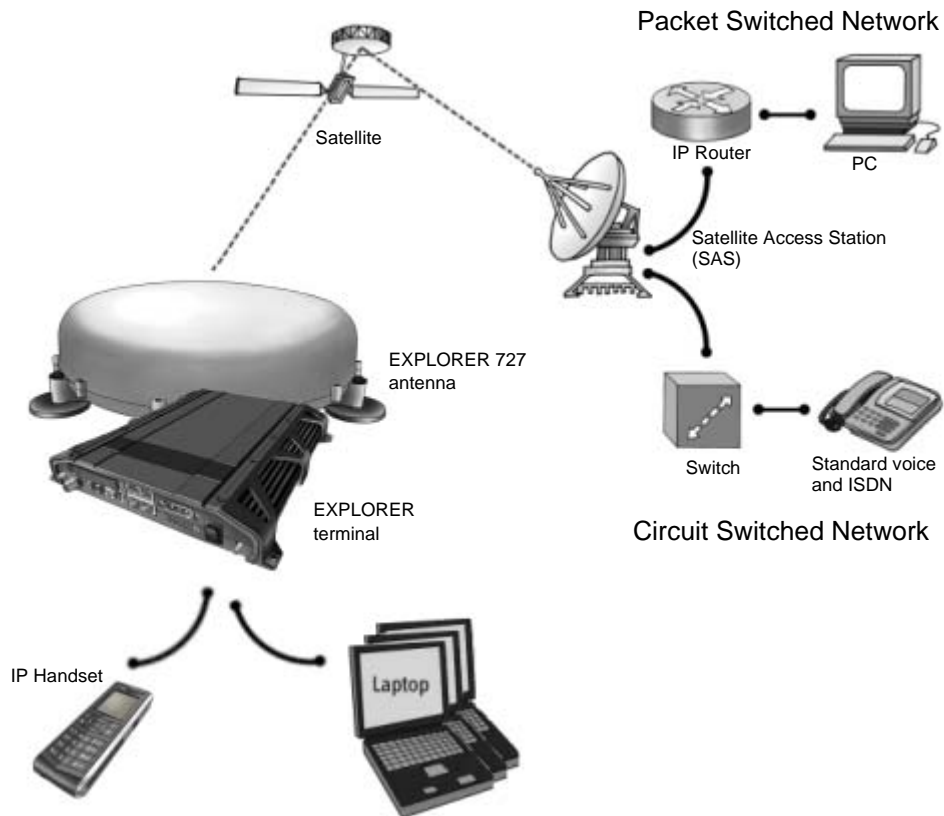 Packet Switched Network
Satellite
IP Router
PC
Satellite Access Station
(SAS)
EXPLORER 727
antenna
Switch
Standard voice
and ISDN
EXPLORER
terminal
Circuit Switched Network
IP Handset
Laptop